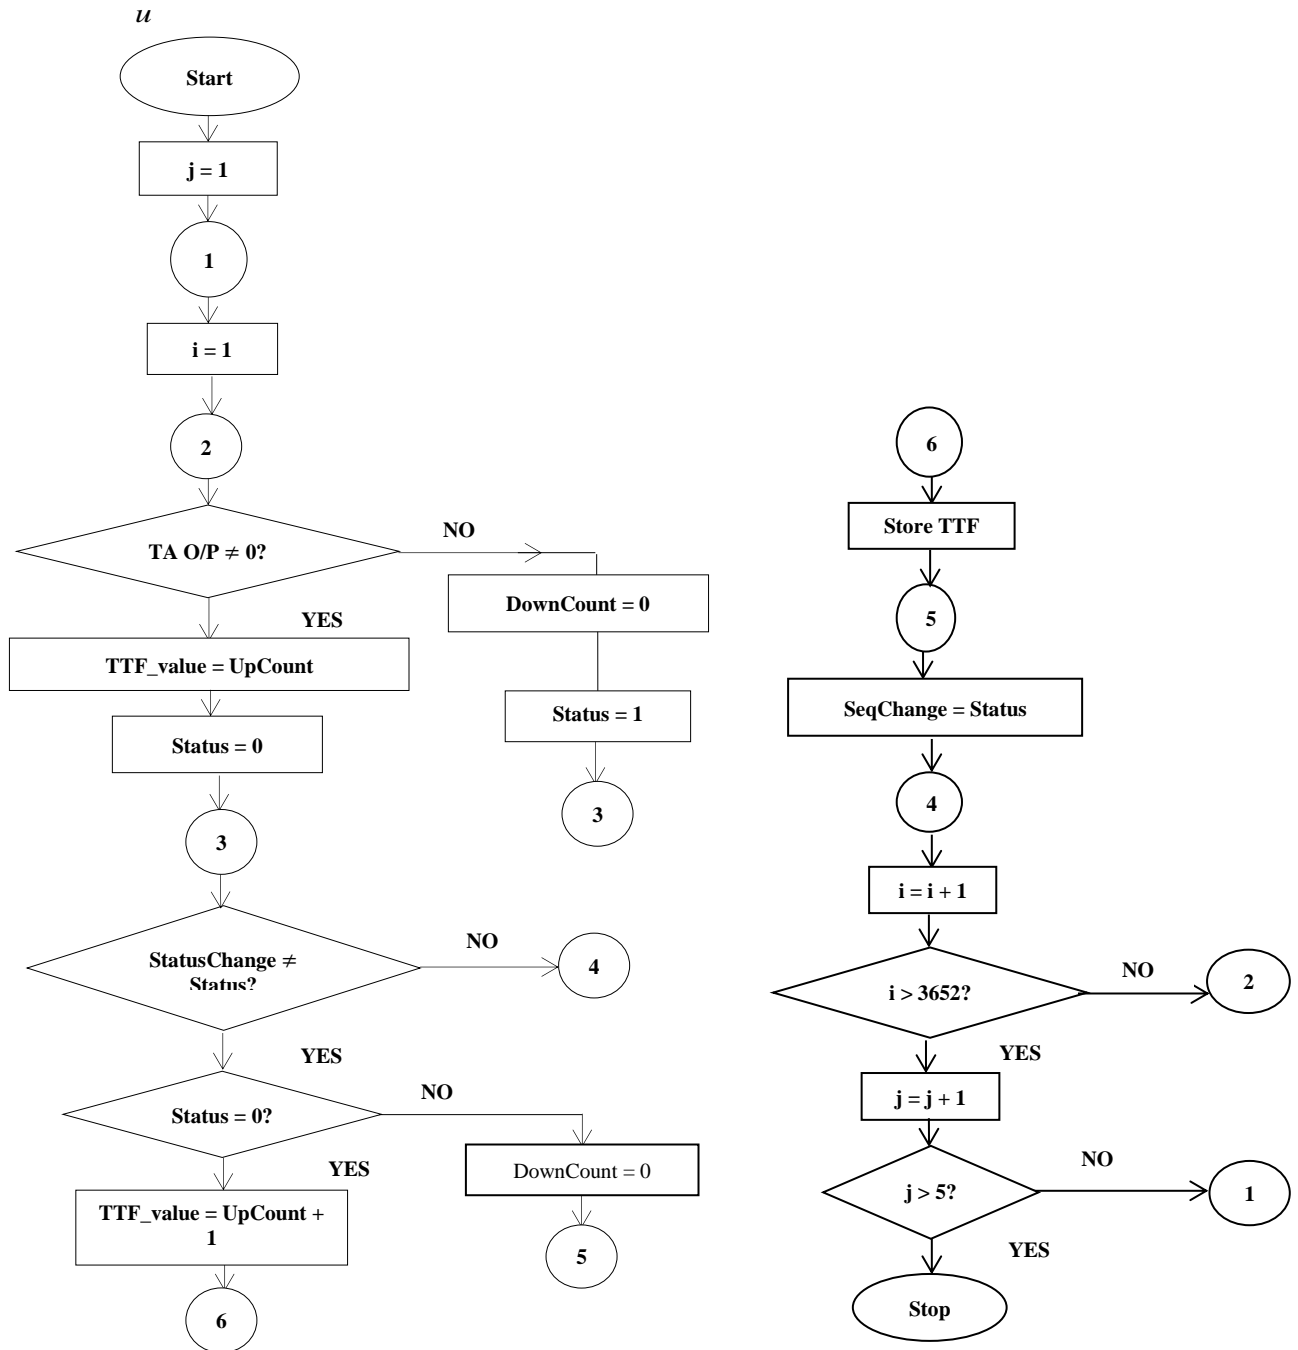 u
Start
j = 1
1
i = 1
2
TA O/P ≠ 0?
NO
DownCount = 0
YES
TTF_value = UpCount
Status = 1
Status = 0
3
3
StatusChange ≠
Status?
NO
4
YES
Status = 0?
NO
DownCount = 0
YES
TTF_value = UpCount +
1
5
6
6
Store TTF
5
SeqChange = Status
4
i = i + 1
i > 3652?
NO
2
YES
j = j + 1
j > 5?
NO
1
YES
Stop